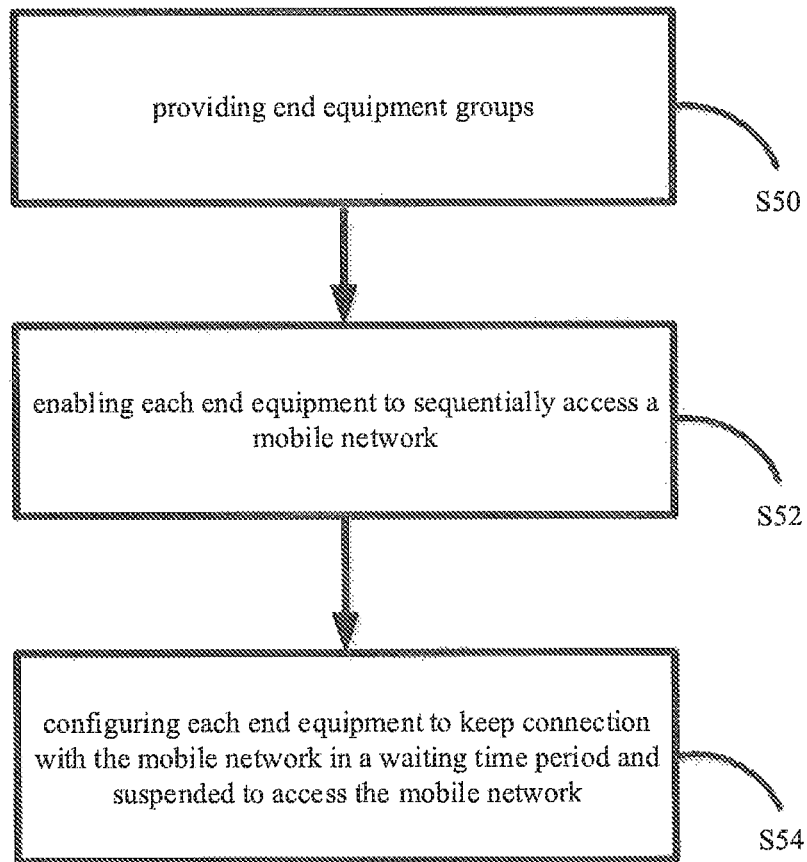 providing end equipment groups
S50
enabling each end equipment to sequentially access a
mobile network
S52
configuring each end equipment to keep connection
with the mobile network in a waiting time period and
suspended to access the mobile network
S54